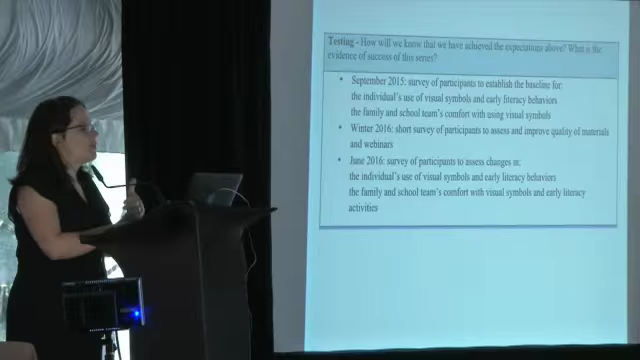 Testing - How will we know that we have achieved the expectations above? What is the
evidence of success of this series?
• September 2015: survey of participants to establish the baseline for:
the individual's use of visual symbols and early literacy behaviors
the family and school team's comfort with using visual symbols
• Winter 2016: short survey of participants to assess and improve quality of materials
and webinars
• June 2016: survey of participants to assess changes in:
the individual's use of visual symbols and early literacy behaviors
the family and school team's comfort with visual symbols and early literacy
activities